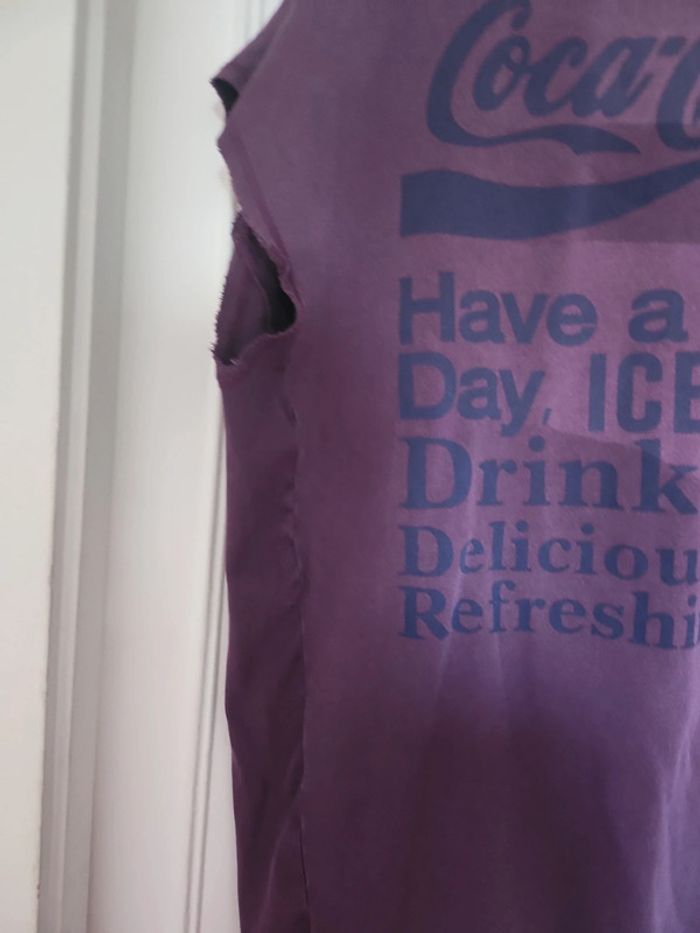 Coca-C
Have a
Day, ICE
Drink
Deliciou
Refreshi